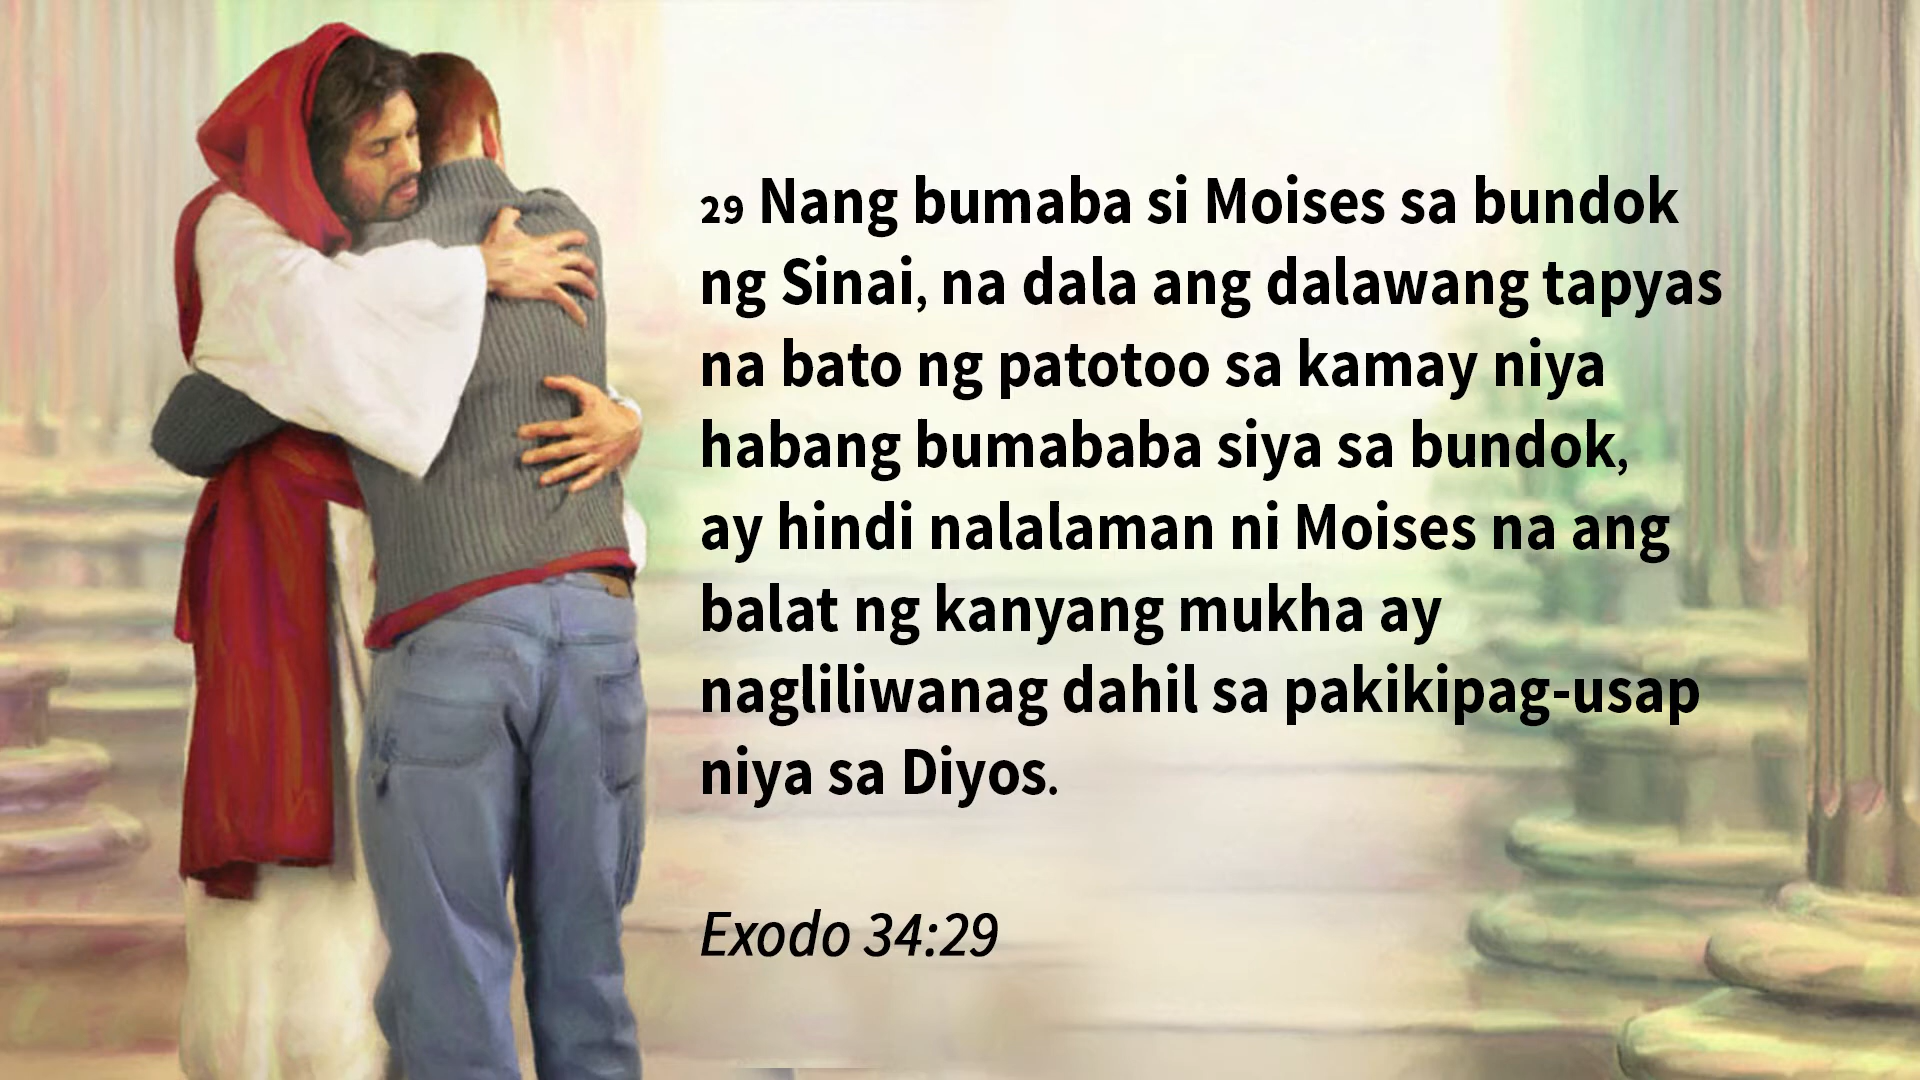 29 Nang bumaba si Moises sa bundok
ng Sinai, na dala ang dalawang tapyas
na bato ng patotoo sa kamay niya
habang bumababa siya sa bundok,
ay hindi nalalaman ni Moises na ang
balat ng kanyang mukha ay
nagliliwanag dahil sa pakikipag-usap
niya sa Diyos.
Exodo 34:29